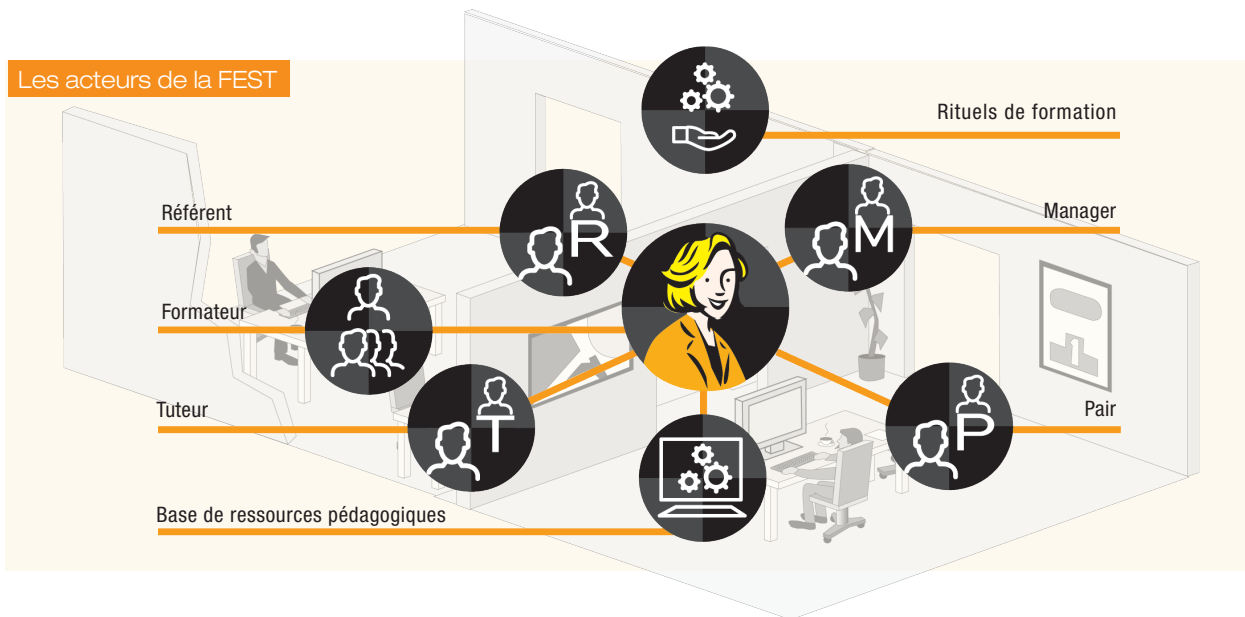 Les acteurs de la FEST
Rituels de formation
Référent
Manager
R
M
Formateur
Tuteur
Pair
T
P
Base de ressources pédagogiques